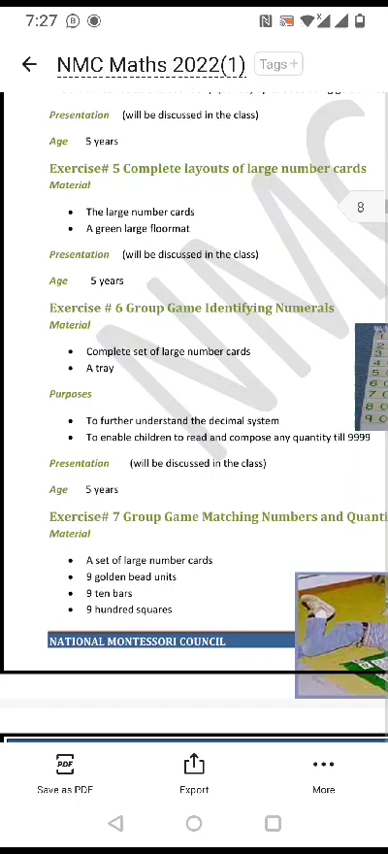 7:27
NMC Maths 2022(1)
Tags +
Presentation (will be discussed in the class)
Age 5 years
Exercise# 5 Complete layouts of large number cards
Material
• The large number cards
• A green large floormat
8
Presentation (will be discussed in the class)
Age 5 years
Exercise # 6 Group Game Identifying Numerals
Material
• Complete set of large number cards
• A tray
Purposes
• To further understand the decimal system
• To enable children to read and compose any quantity till 9999
Presentation (will be discussed in the class)
Age 5 years
Exercise# 7 Group Game Matching Numbers and Quanti
Material
• A set of large number cards
• 9 golden bead units
• 9 ten bars
• 9 hundred squares
NATIONAL MONTESSORI COUNCIL
PDF
Save as PDF
Export
More
NMC